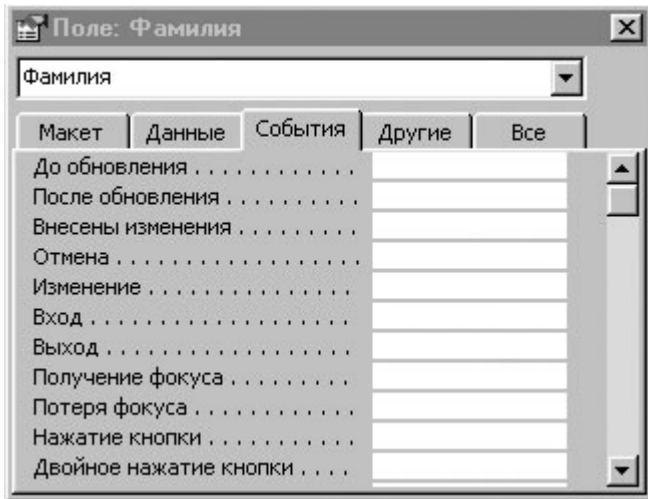 Поле: Фамилия
Фамилия
Макет Данные События Другие Все
До обновления . . . . . . . . . . . .
После обновления . . . . . . . . . .
Внесены изменения . . . . . . . . .
Отмена . . . . . . . . . . . . . . . . . .
Изменение . . . . . . . . . . . . . . .
Вход . . . . . . . . . . . . . . . . . . .
Выход . . . . . . . . . . . . . . . . . .
Получение фокуса . . . . . . . . .
Потеря фокуса . . . . . . . . . . . .
Нажатие кнопки . . . . . . . . . . .
Двойное нажатие кнопки . . . .